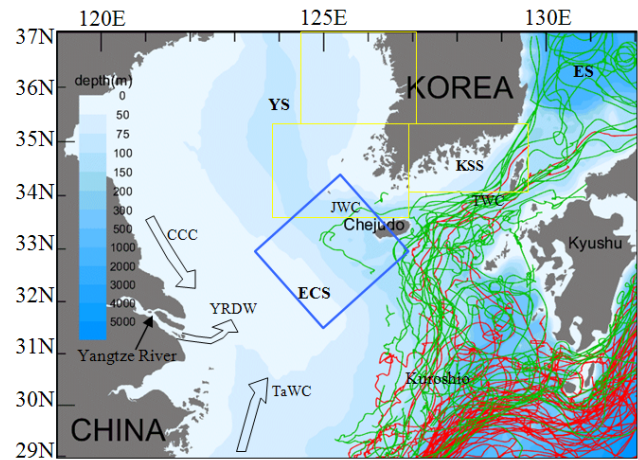 120E 125E 130E
37N
36N
35N
34N
33N
32N
31N
30N
29N
depth(m)
0
50
75
100
150
200
300
500
1000
2000
3000
4000
5000
YS
KOREA
ES
KSS
TWC
JWC
Chejudo
Kyushu
CCC
ECS
YRDW
Yangtze River
Kuroshio
TaWC
CHINA